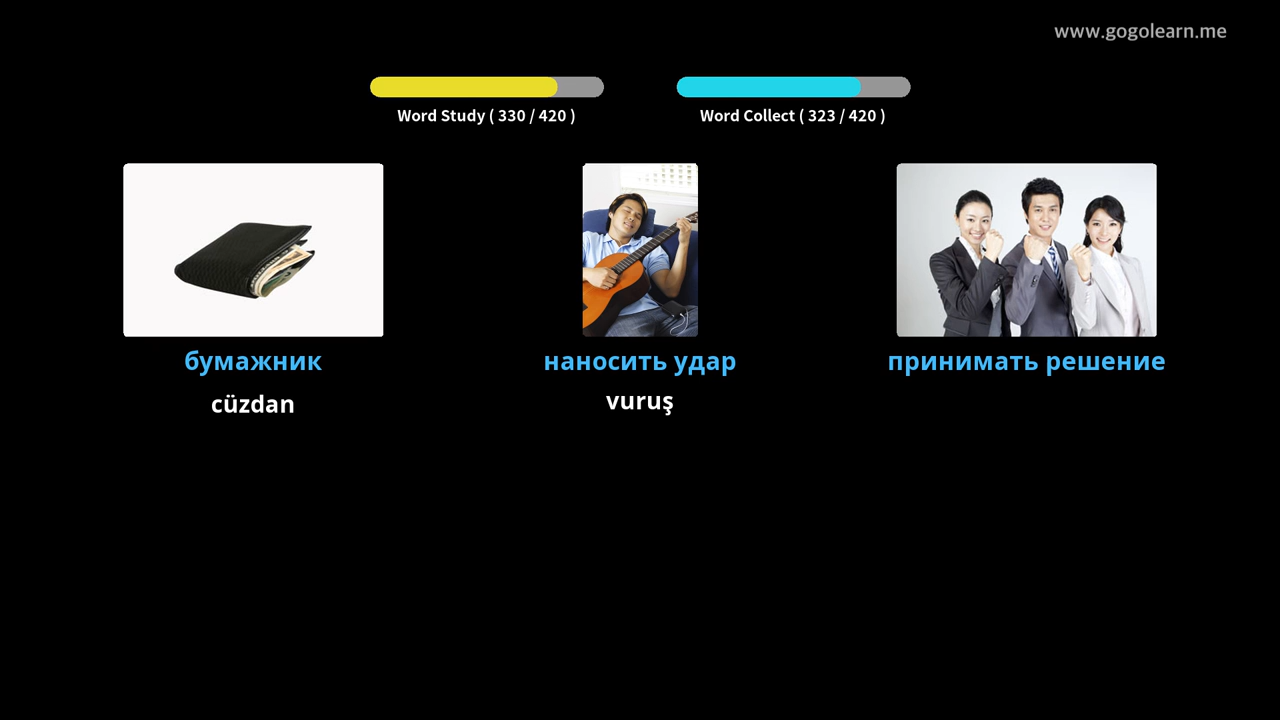 www.gogolearn.me
Word Study ( 330 / 420 )
Word Collect ( 323 / 420 )
бумажник
наносить удар
принимать решение
cüzdan
vuruş